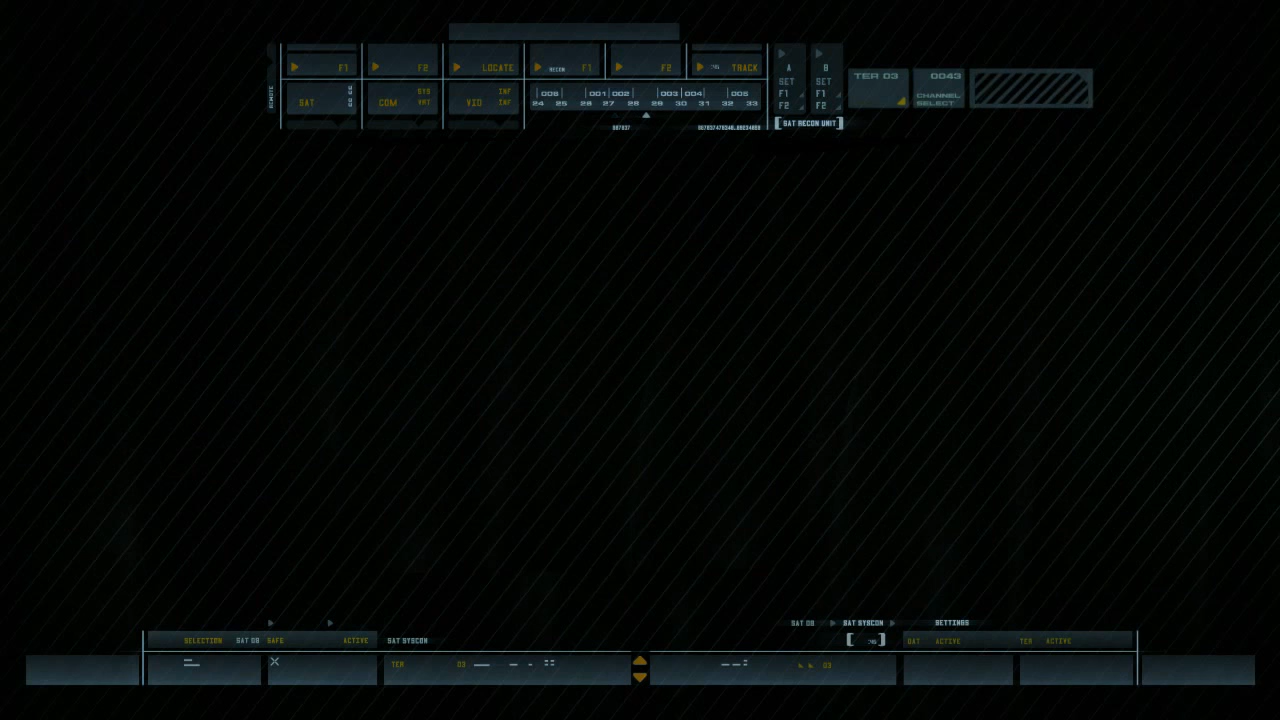 F1 F2 LOCATE RECON F1 F2 TRACK
A B
SET SET
F1 F1
F2 F2
TER 03 0043
CHANNEL
SELECT
REMOTE
SAT COM SYS VID INF
INF
006 001 002 003 004 005
24 25 26 27 28 29 30 31 32 33
SAT RECON UNIT
SAT 08 SAT SYSCON SETTINGS
SELECTION SAT 08 SAFE ACTIVE SAT SYSCON
ACTIVE TER ACTIVE
TER 03
03